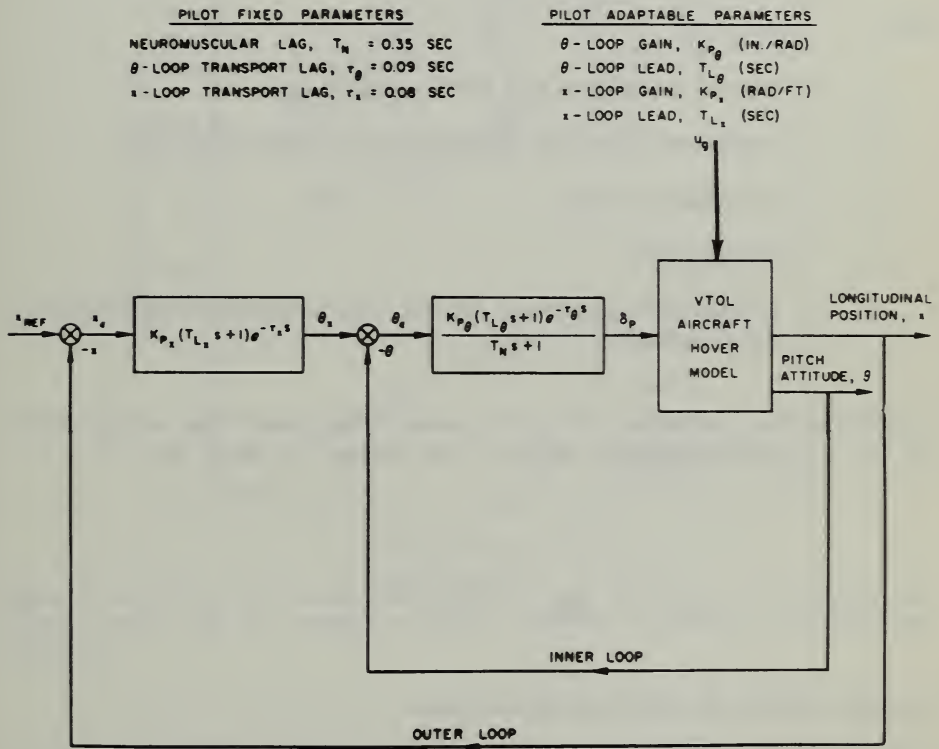 PILOT FIXED PARAMETERS
NEUROMUSCULAR LAG, T_N = 0.35 SEC
θ-LOOP TRANSPORT LAG, τ_θ = 0.09 SEC
x-LOOP TRANSPORT LAG, τ_x = 0.08 SEC
PILOT ADAPTABLE PARAMETERS
θ-LOOP GAIN, K_Pθ (IN./RAD)
θ-LOOP LEAD, T_Lθ (SEC)
x-LOOP GAIN, K_Px (RAD/FT)
x-LOOP LEAD, T_Lx (SEC)
u_g
x_REF
x_e
-x
K_Px (T_Lx s+1) e^-τ_x s
θ_x
θ_e
-θ
K_Pθ (T_Lθ s+1) e^-τ_θ s
T_N s+1
δ_P
VTOL
AIRCRAFT
HOVER
MODEL
LONGITUDINAL
POSITION, x
PITCH
ATTITUDE, θ
INNER LOOP
OUTER LOOP